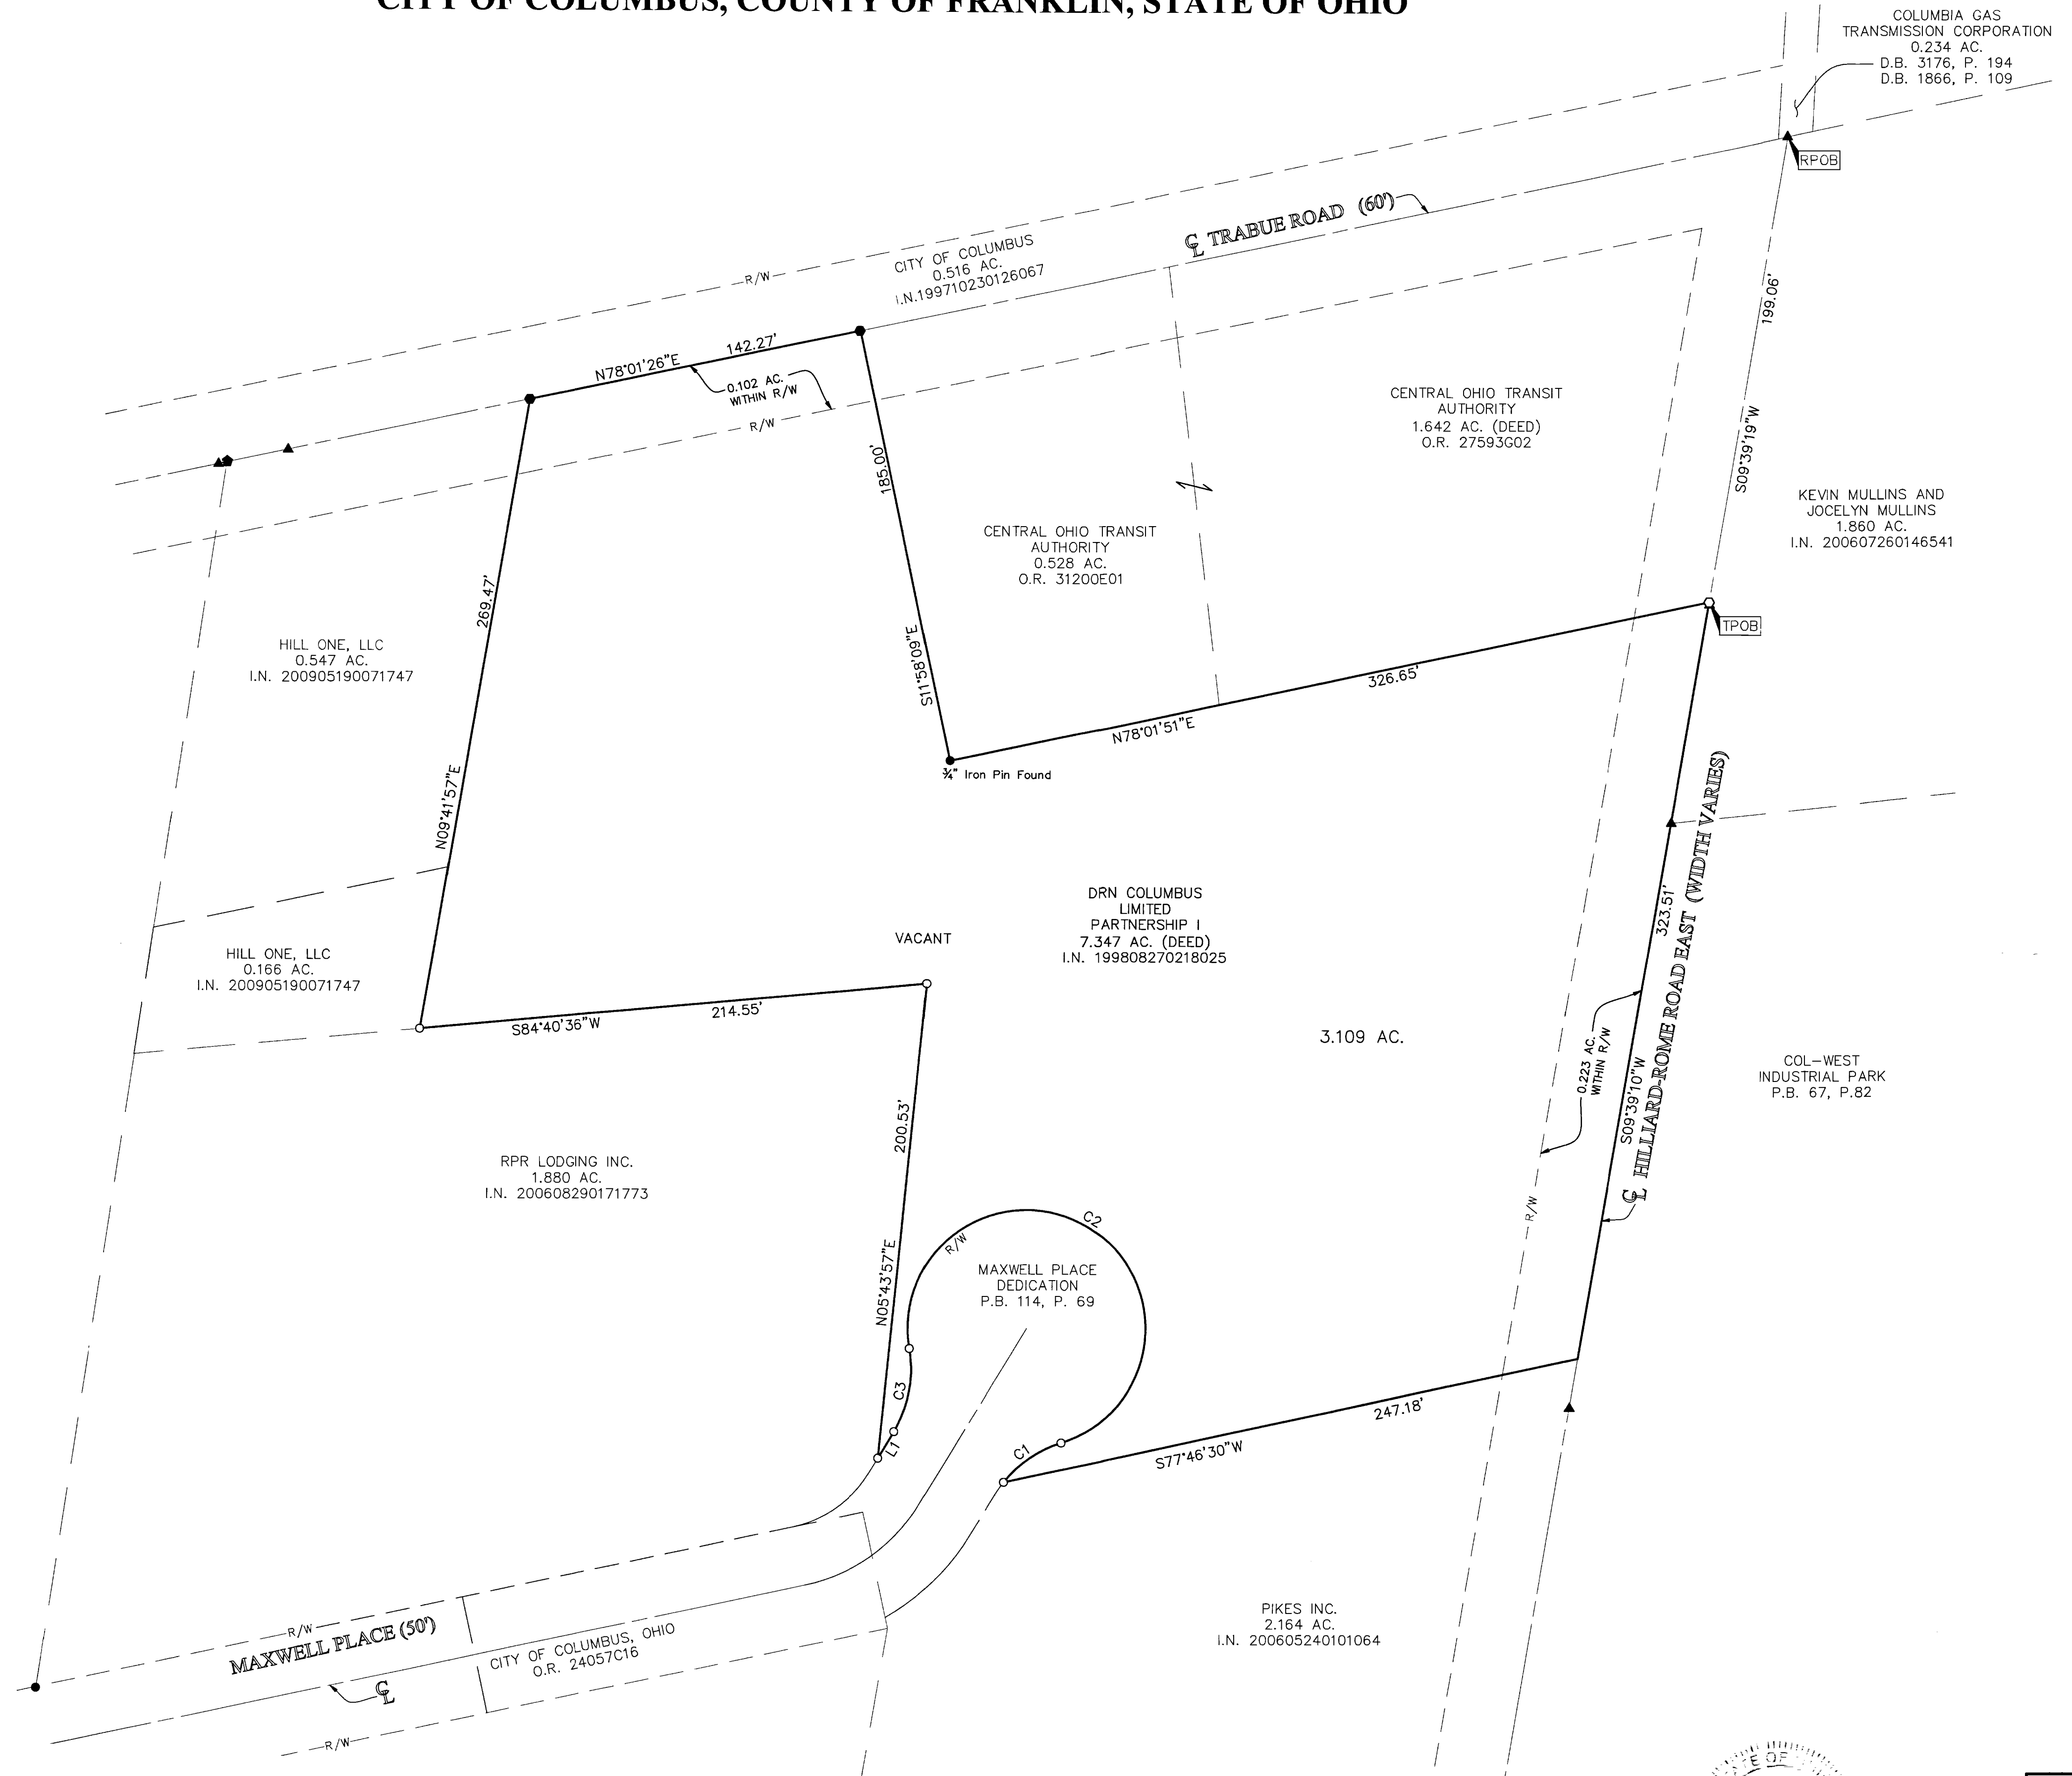 CITY OF COLUMBUS, COUNTY OF FRANKLIN, STATE OF OHIO
COLUMBIA GAS
TRANSMISSION CORPORATION
0.234 AC.
D.B. 3176, P. 194
D.B. 1866, P. 109
RPOB
℄ TRABUE ROAD (60')
R/W
CITY OF COLUMBUS
0.516 AC.
I.N.199710230126067
199.06'
S09°39'19"W
142.27'
N78°01'26"E
0.102 AC.
WITHIN R/W
R/W
CENTRAL OHIO TRANSIT
AUTHORITY
1.642 AC. (DEED)
O.R. 27593G02
185.00'
S11°58'09"E
KEVIN MULLINS AND
JOCELYN MULLINS
1.860 AC.
I.N. 200607260146541
CENTRAL OHIO TRANSIT
AUTHORITY
0.528 AC.
O.R. 31200E01
269.47'
N09°41'57"E
HILL ONE, LLC
0.547 AC.
I.N. 200905190071747
TPOB
326.65'
N78°01'51"E
¾" Iron Pin Found
DRN COLUMBUS
LIMITED
PARTNERSHIP I
7.347 AC. (DEED)
I.N. 199808270218025
VACANT
323.51'
S09°39'10"W
℄ HILLIARD-ROME ROAD EAST (WIDTH VARIES)
HILL ONE, LLC
0.166 AC.
I.N. 200905190071747
214.55'
S84°40'36"W
3.109 AC.
0.223 AC.
WITHIN R/W
COL-WEST
INDUSTRIAL PARK
P.B. 67, P.82
200.53'
N05°43'57"E
RPR LODGING INC.
1.880 AC.
I.N. 200608290171773
R/W
C2
R/W
MAXWELL PLACE
DEDICATION
P.B. 114, P. 69
C3
L1
C1
247.18'
S77°46'30"W
PIKES INC.
2.164 AC.
I.N. 200605240101064
R/W
MAXWELL PLACE (50')
CITY OF COLUMBUS, OHIO
O.R. 24057C16
℄
R/W
TE OF